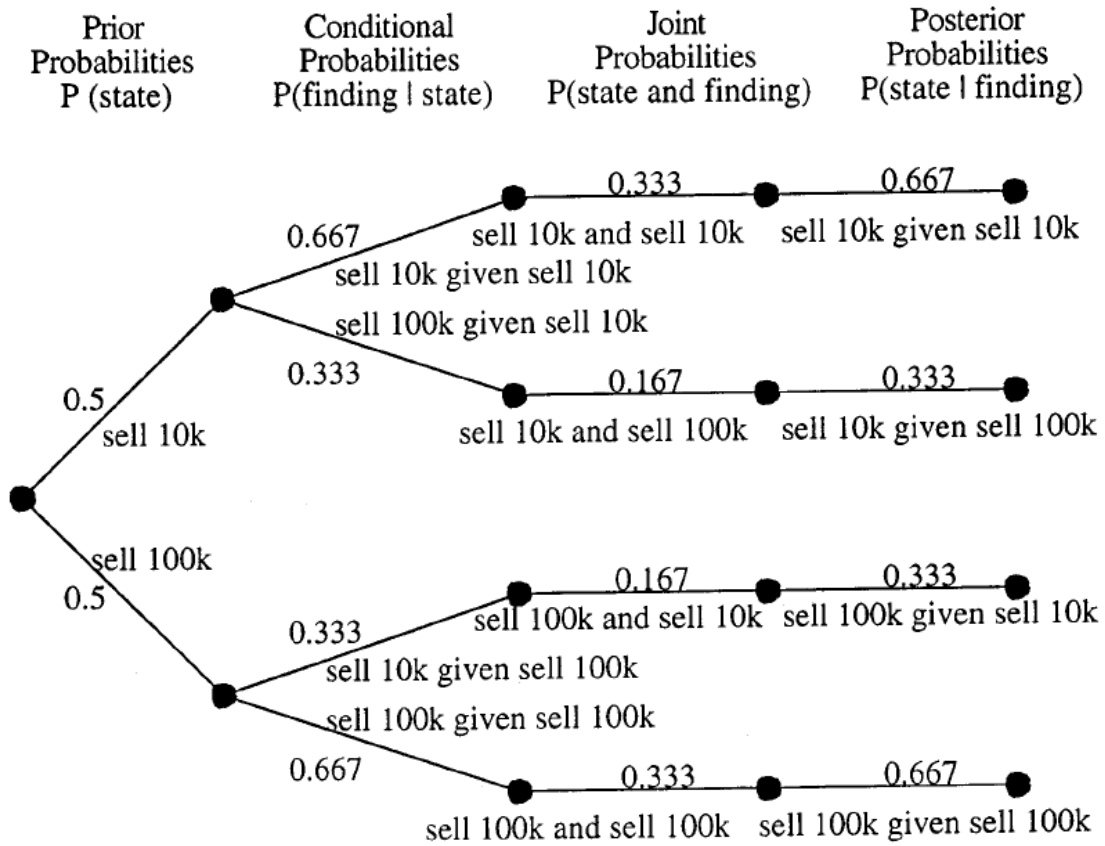 Prior
Probabilities
P (state)
Conditional
Probabilities
P(finding | state)
Joint
Probabilities
P(state and finding)
Posterior
Probabilities
P(state | finding)
0.333
0.667
0.667
sell 10k and sell 10k
sell 10k given sell 10k
sell 10k given sell 10k
sell 100k given sell 10k
0.333
0.167
0.333
0.5
sell 10k
sell 10k and sell 100k
sell 10k given sell 100k
sell 100k
0.5
0.167
0.333
0.333
sell 100k and sell 10k
sell 100k given sell 10k
sell 10k given sell 100k
sell 100k given sell 100k
0.667
0.333
0.667
sell 100k and sell 100k
sell 100k given sell 100k